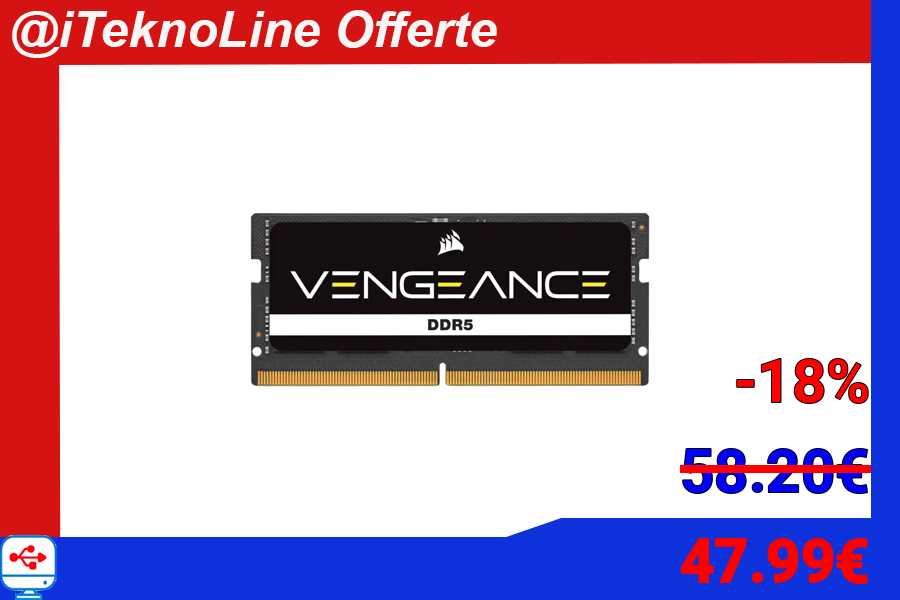 @iTeknoLine Offerte
VENGEANCE
DDR5
-18%
58.20€
47.99€